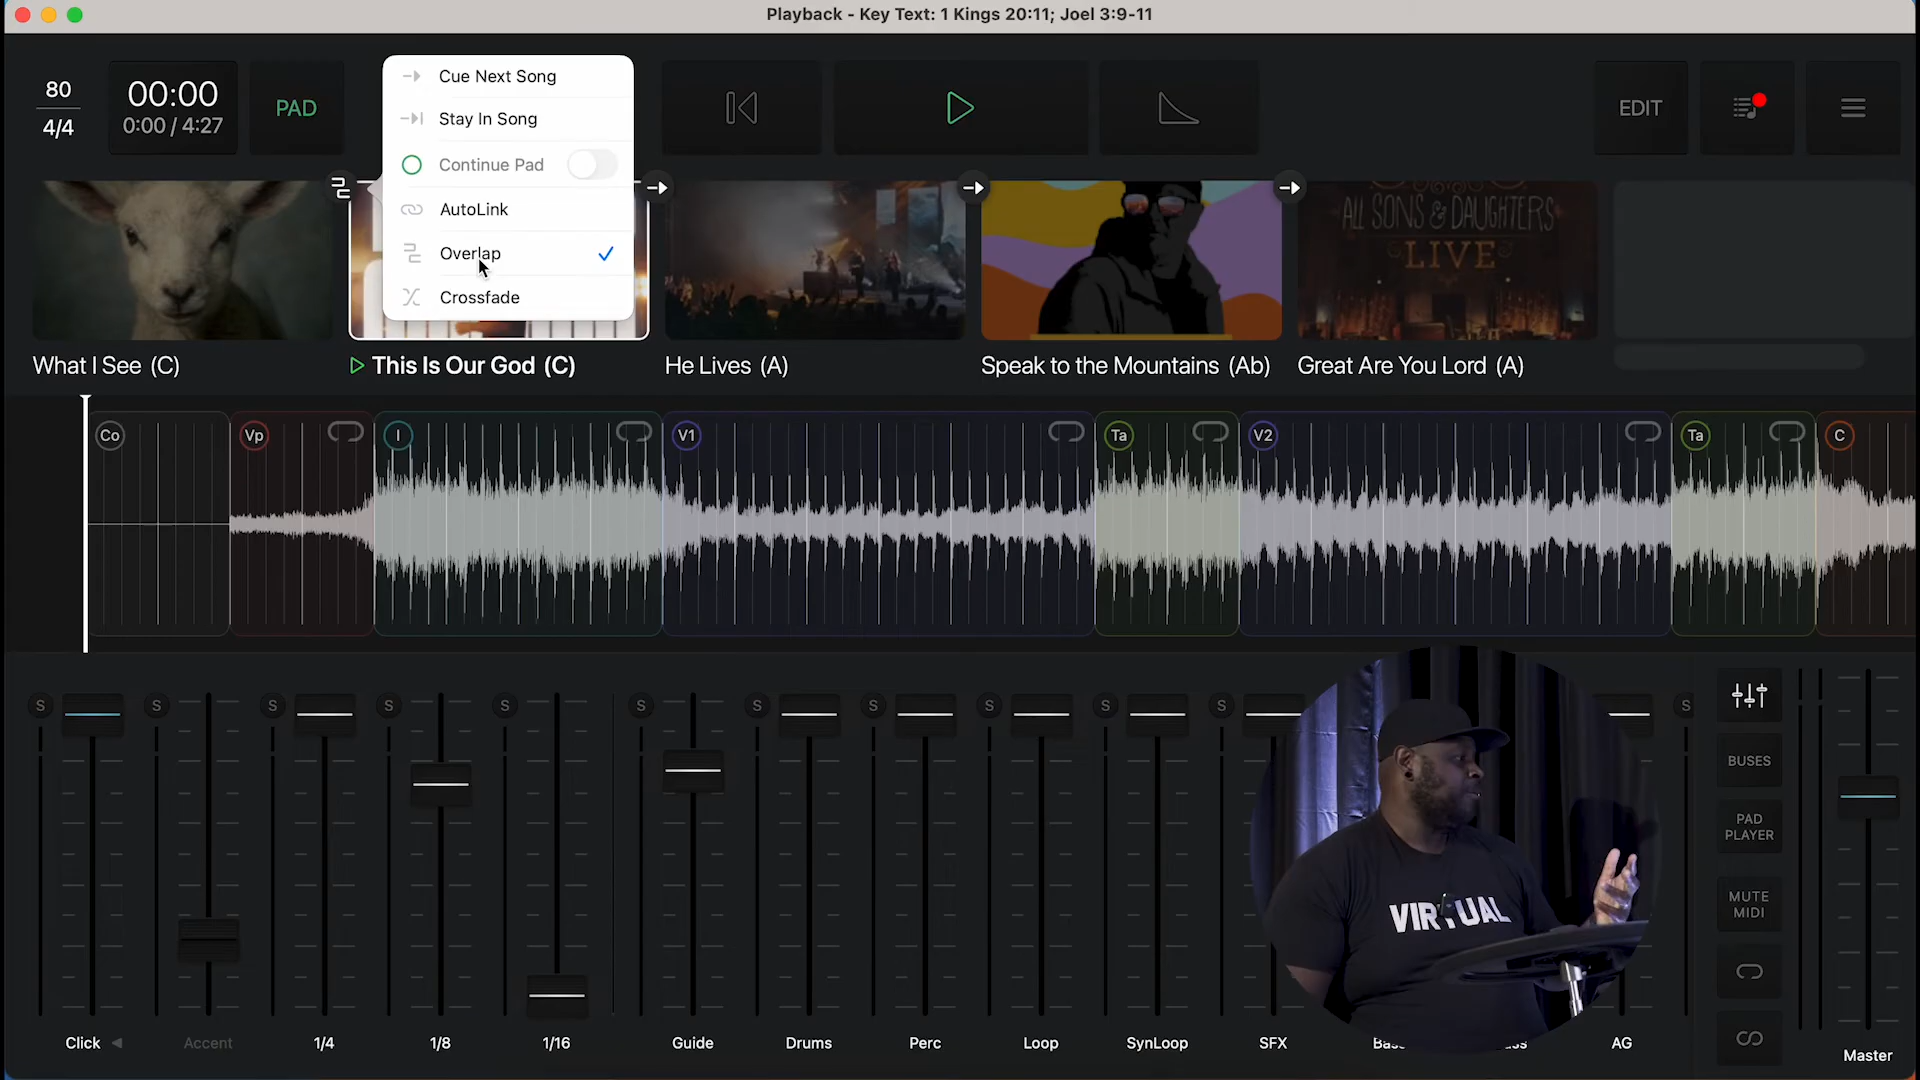 Playback - Key Text: 1 Kings 20:11; Joel 3:9-11
80
4/4
00:00
0:00 / 4:27
PAD
Cue Next Song
Stay In Song
Continue Pad
AutoLink
Overlap
Crossfade
EDIT
ALL SONS & DAUGHTERS
LIVE
What I See (C)
This Is Our God (C)
He Lives (A)
Speak to the Mountains (Ab)
Great Are You Lord (A)
Co
Vp
I
V1
Ta
V2
Ta
C
S
S
S
S
S
S
S
S
S
S
S
S
BUSES
PAD
PLAYER
MUTE
MIDI
VIRTUAL
Click
Accent
1/4
1/8
1/16
Guide
Drums
Perc
Loop
SynLoop
SFX
AG
Master